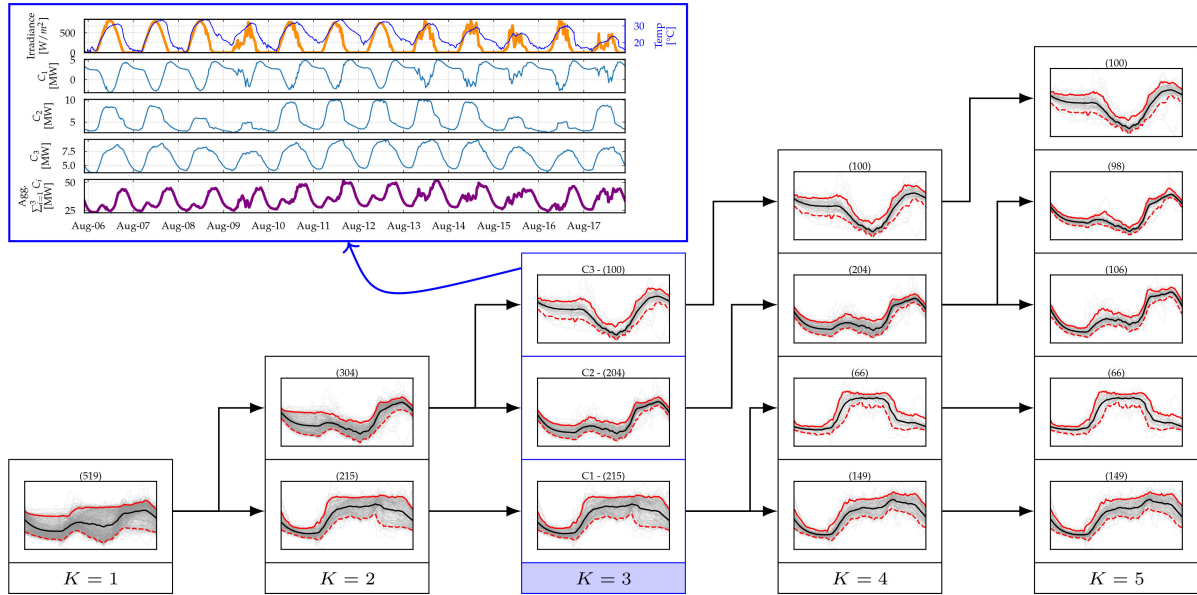 Irradiance
[W/m²]
500
0
30
20
Temp
[°C]
C₁
[MW]
5
0
C₂
[MW]
10
5
C₃
[MW]
7.5
5.0
Agg.
∑³ᵢ₌₁ Cᵢ
[MW]
50
25
Aug-06 Aug-07 Aug-08 Aug-09 Aug-10 Aug-11 Aug-12 Aug-13 Aug-14 Aug-15 Aug-16 Aug-17
(100)
(100) (98)
C3 - (100) (204) (106)
(304) C2 - (204) (66) (66)
(519) (215) C1 - (215) (149) (149)
K = 1 K = 2 K = 3 K = 4 K = 5